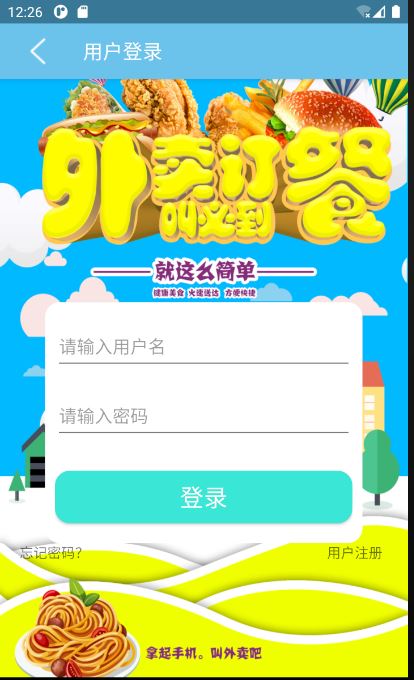 12:26
用户登录
外卖订餐
叫必到
就这么简单
健康美食 火速送达 方便快捷
请输入用户名
请输入密码
登录
忘记密码？ 用户注册
拿起手机。叫外卖吧